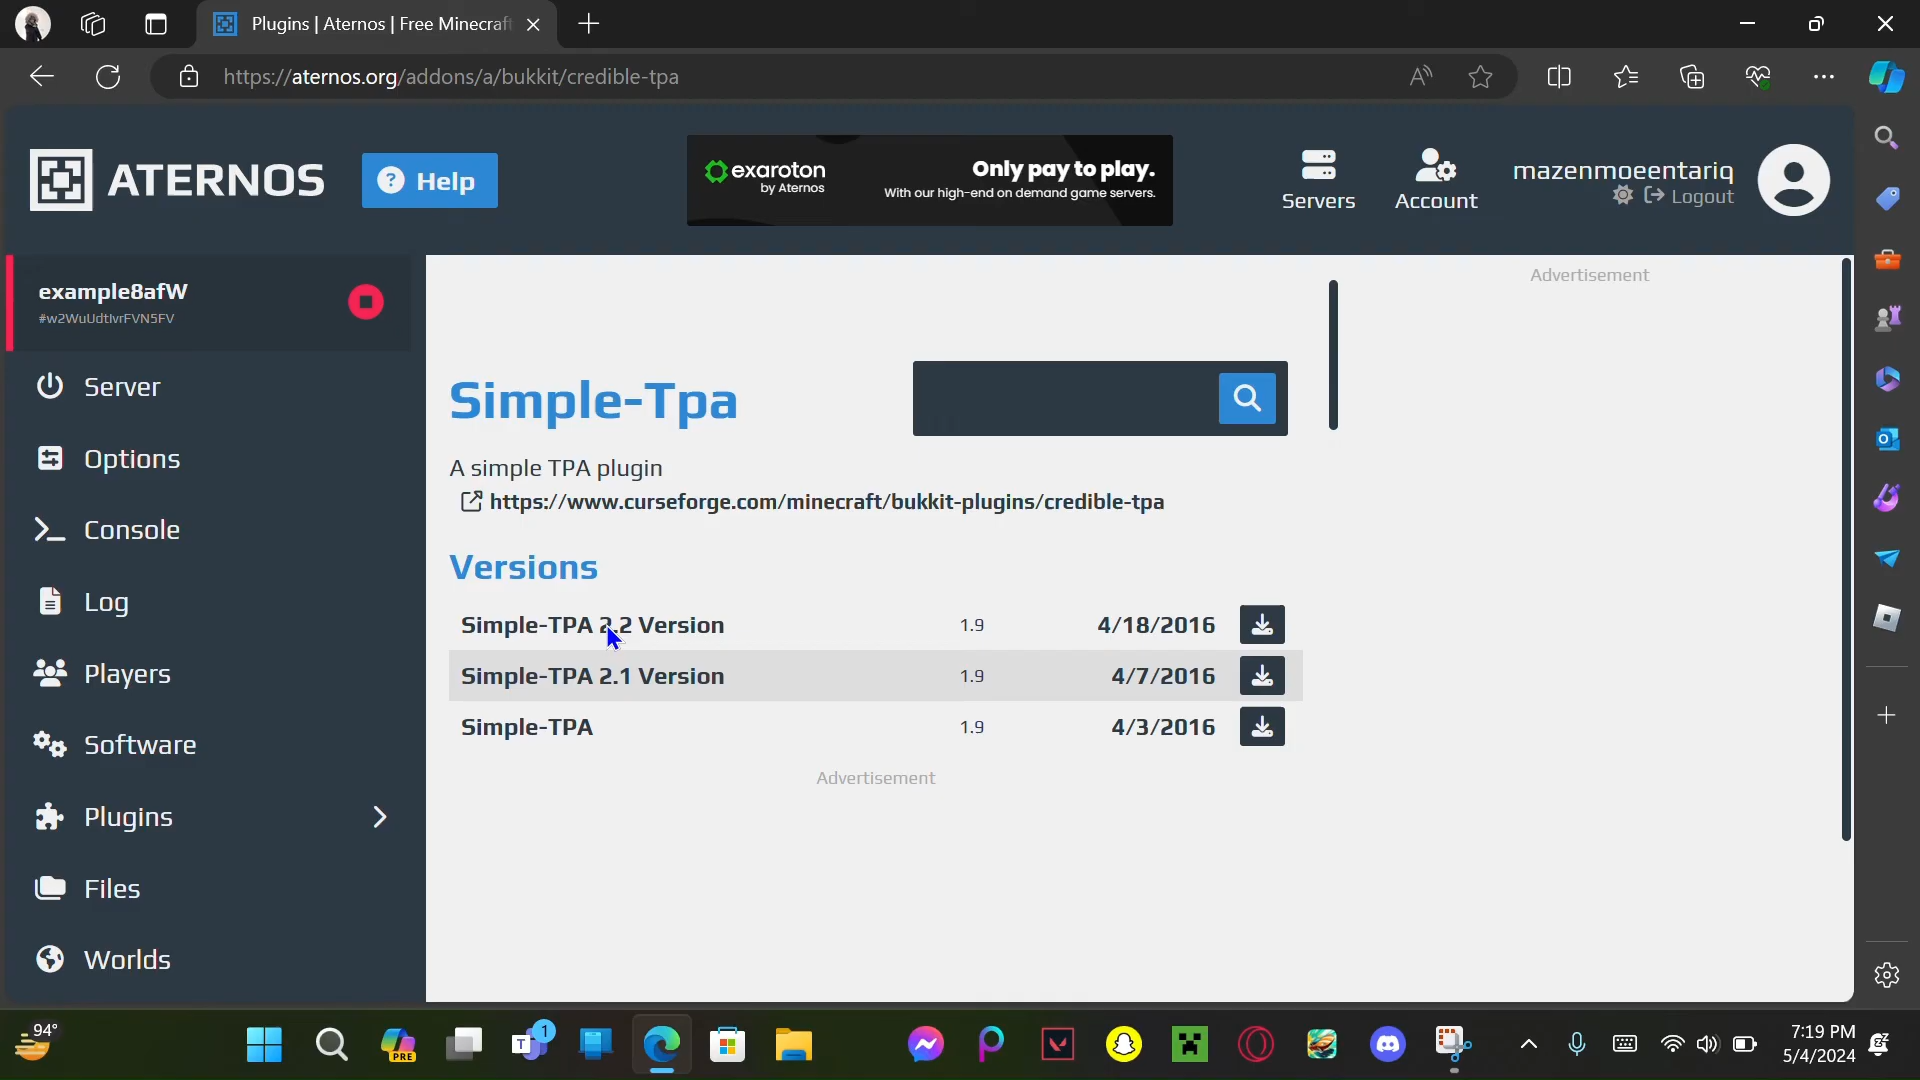 Plugins | Aternos | Free Minecraft
https://aternos.org/addons/a/bukkit/credible-tpa
ATERNOS
? Help
exaroton
by Aternos
Only pay to play.
With our high-end on demand game servers.
Servers
Account
mazenmoeentariq
Logout
example8afW
#w2WuUdtlvrFVN5FV
Server
Options
Console
Log
Players
Software
Plugins
Files
Worlds
Advertisement
Simple-Tpa
A simple TPA plugin
https://www.curseforge.com/minecraft/bukkit-plugins/credible-tpa
Versions
Simple-TPA 2.2 Version 1.9 4/18/2016
Simple-TPA 2.1 Version 1.9 4/7/2016
Simple-TPA 1.9 4/3/2016
Advertisement
94°
PRE
T 1
7:19 PM
5/4/2024